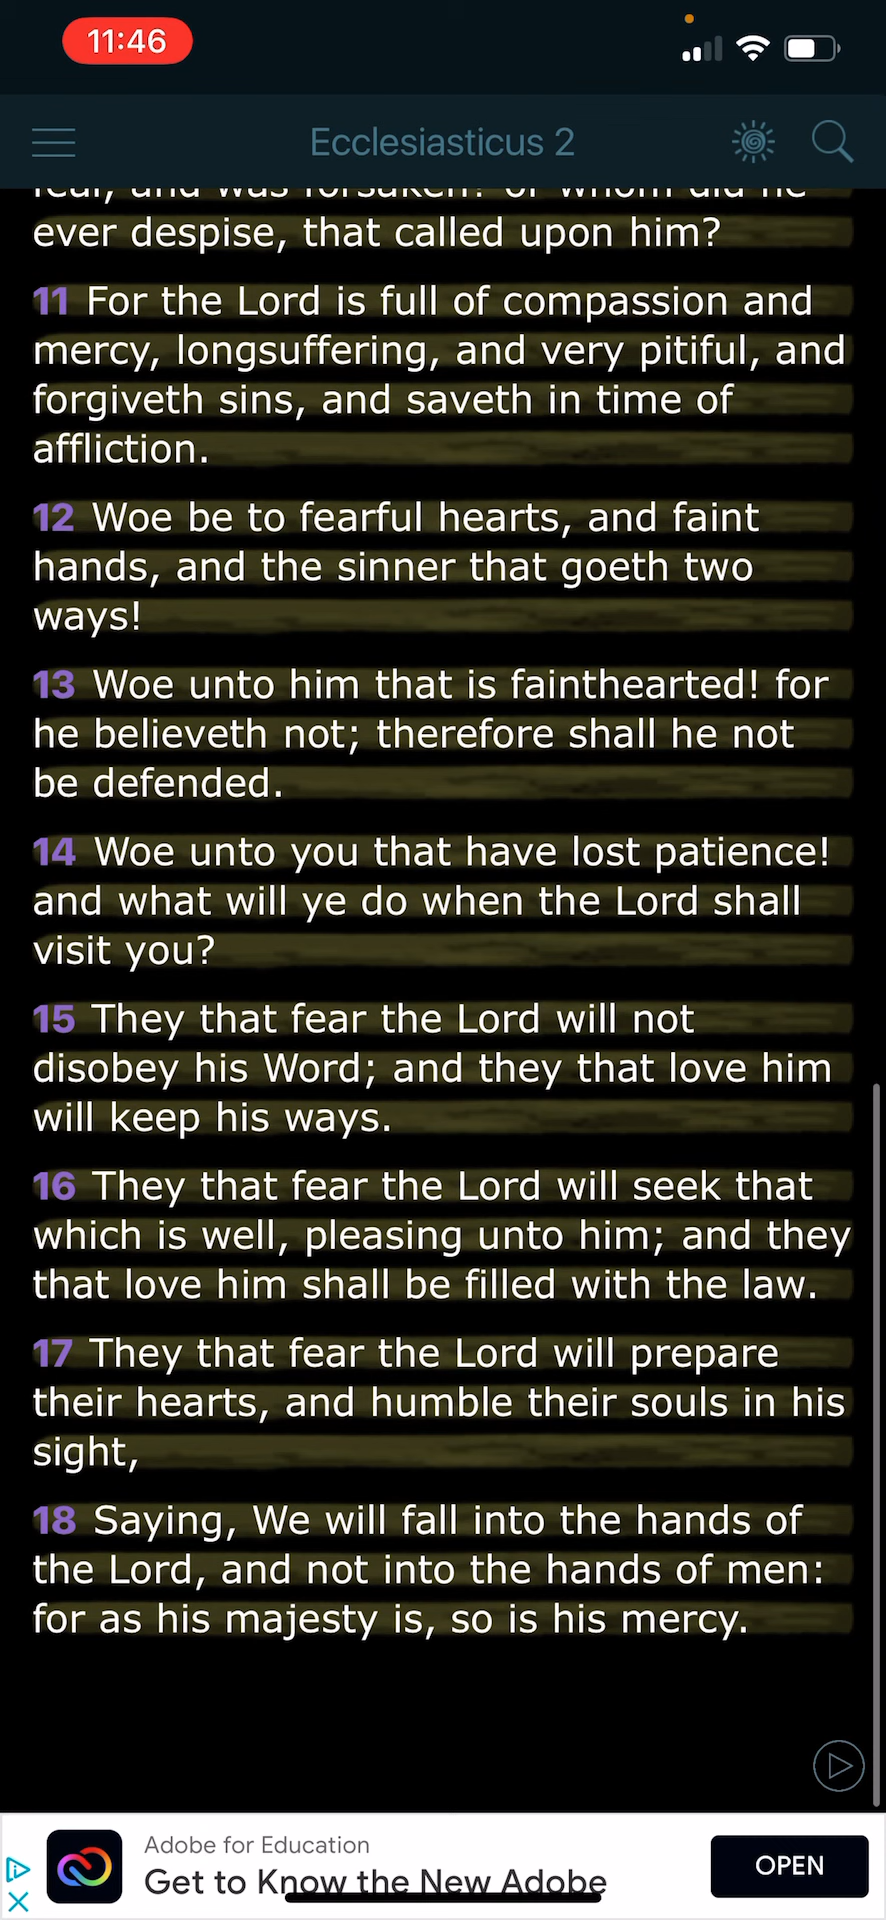 11:46
Ecclesiasticus 2
fear, and was forsaken? or whom did he
ever despise, that called upon him?
11 For the Lord is full of compassion and
mercy, longsuffering, and very pitiful, and
forgiveth sins, and saveth in time of
affliction.
12 Woe be to fearful hearts, and faint
hands, and the sinner that goeth two
ways!
13 Woe unto him that is fainthearted! for
he believeth not; therefore shall he not
be defended.
14 Woe unto you that have lost patience!
and what will ye do when the Lord shall
visit you?
15 They that fear the Lord will not
disobey his Word; and they that love him
will keep his ways.
16 They that fear the Lord will seek that
which is well, pleasing unto him; and they
that love him shall be filled with the law.
17 They that fear the Lord will prepare
their hearts, and humble their souls in his
sight,
18 Saying, We will fall into the hands of
the Lord, and not into the hands of men:
for as his majesty is, so is his mercy.
Adobe for Education
Get to Know the New Adobe
OPEN